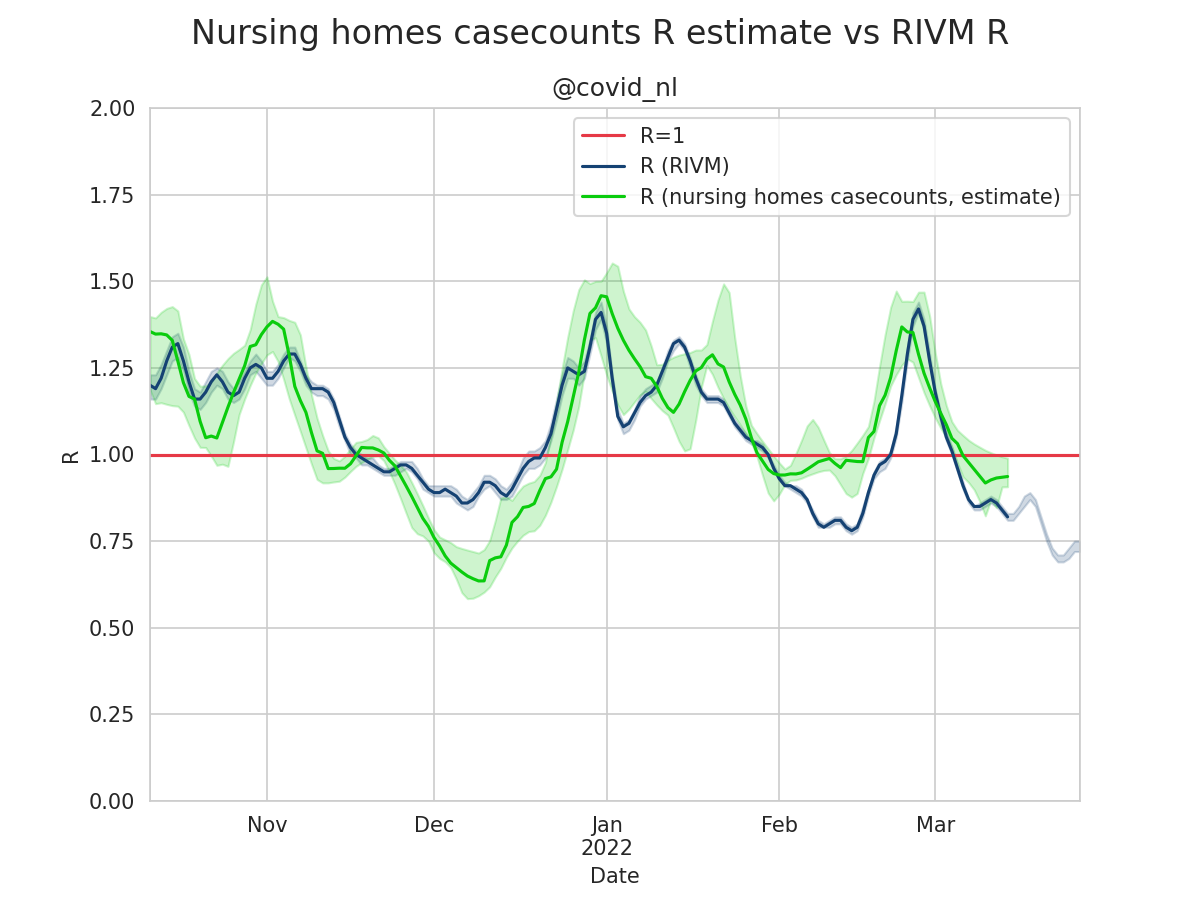 Nursing homes casecounts R estimate vs RIVM R
@covid_nl
R=1
R (RIVM)
R (nursing homes casecounts, estimate)
2.00
1.75
1.50
1.25
1.00
0.75
0.50
0.25
0.00
R
Nov Dec Jan Feb Mar
2022
Date